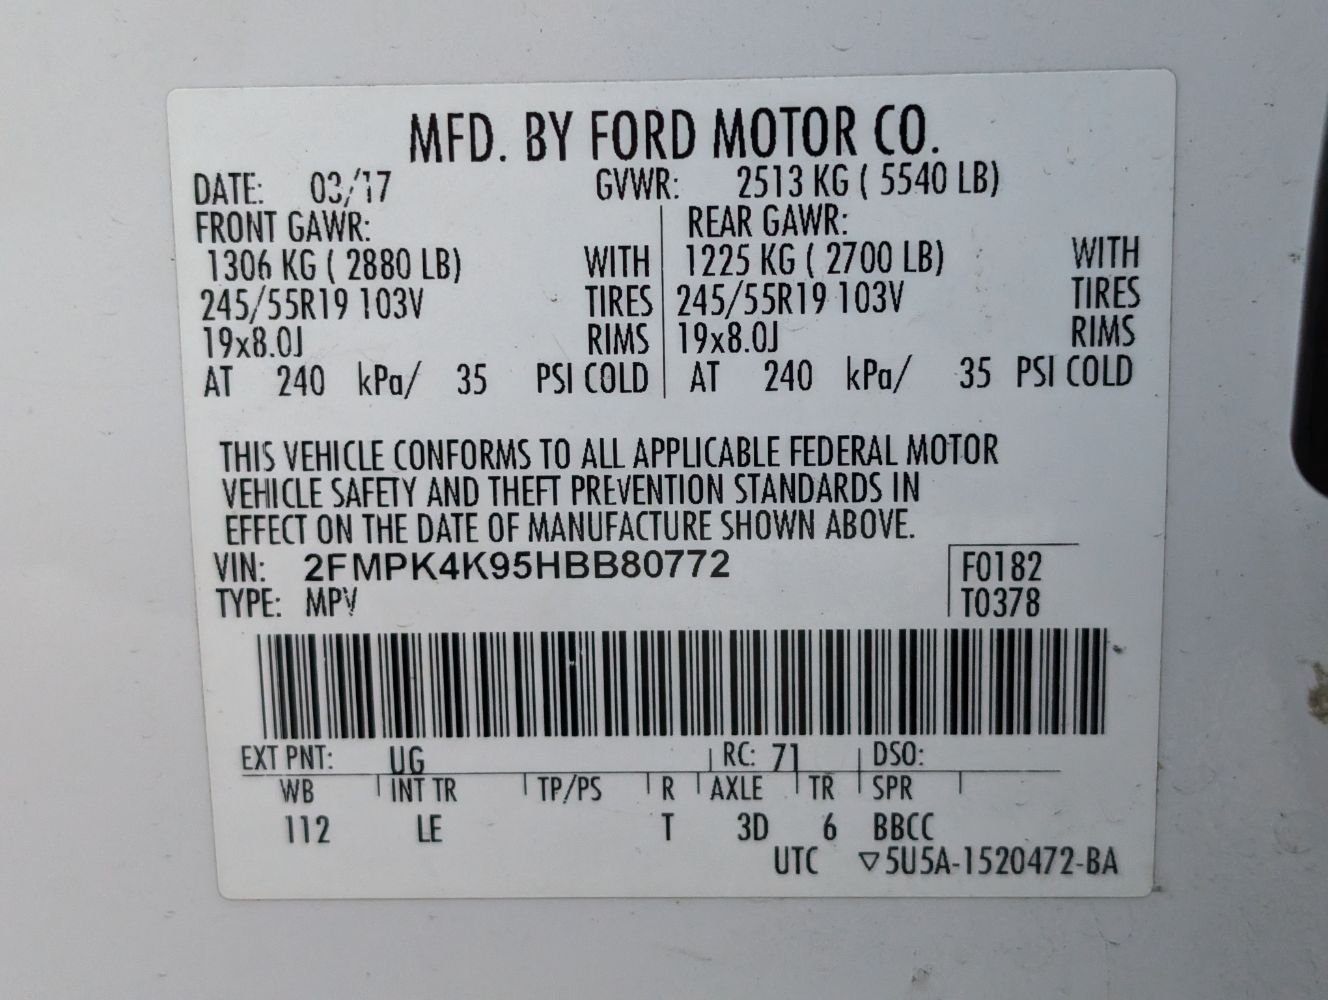 MFD. BY FORD MOTOR CO.
DATE: 03/17 GVWR: 2513 KG ( 5540 LB)
FRONT GAWR: REAR GAWR:
1306 KG ( 2880 LB) WITH 1225 KG ( 2700 LB) WITH
245/55R19 103V TIRES 245/55R19 103V TIRES
19x8.0J RIMS 19x8.0J RIMS
AT 240 kPa/ 35 PSI COLD AT 240 kPa/ 35 PSI COLD
THIS VEHICLE CONFORMS TO ALL APPLICABLE FEDERAL MOTOR
VEHICLE SAFETY AND THEFT PREVENTION STANDARDS IN
EFFECT ON THE DATE OF MANUFACTURE SHOWN ABOVE.
VIN: 2FMPK4K95HBB80772 F0182
TYPE: MPV T0378
EXT PNT: UG RC: 71 DSO:
WB INT TR TP/PS R AXLE TR SPR
112 LE T 3D 6 BBCC
UTC ▽5U5A-1520472-BA